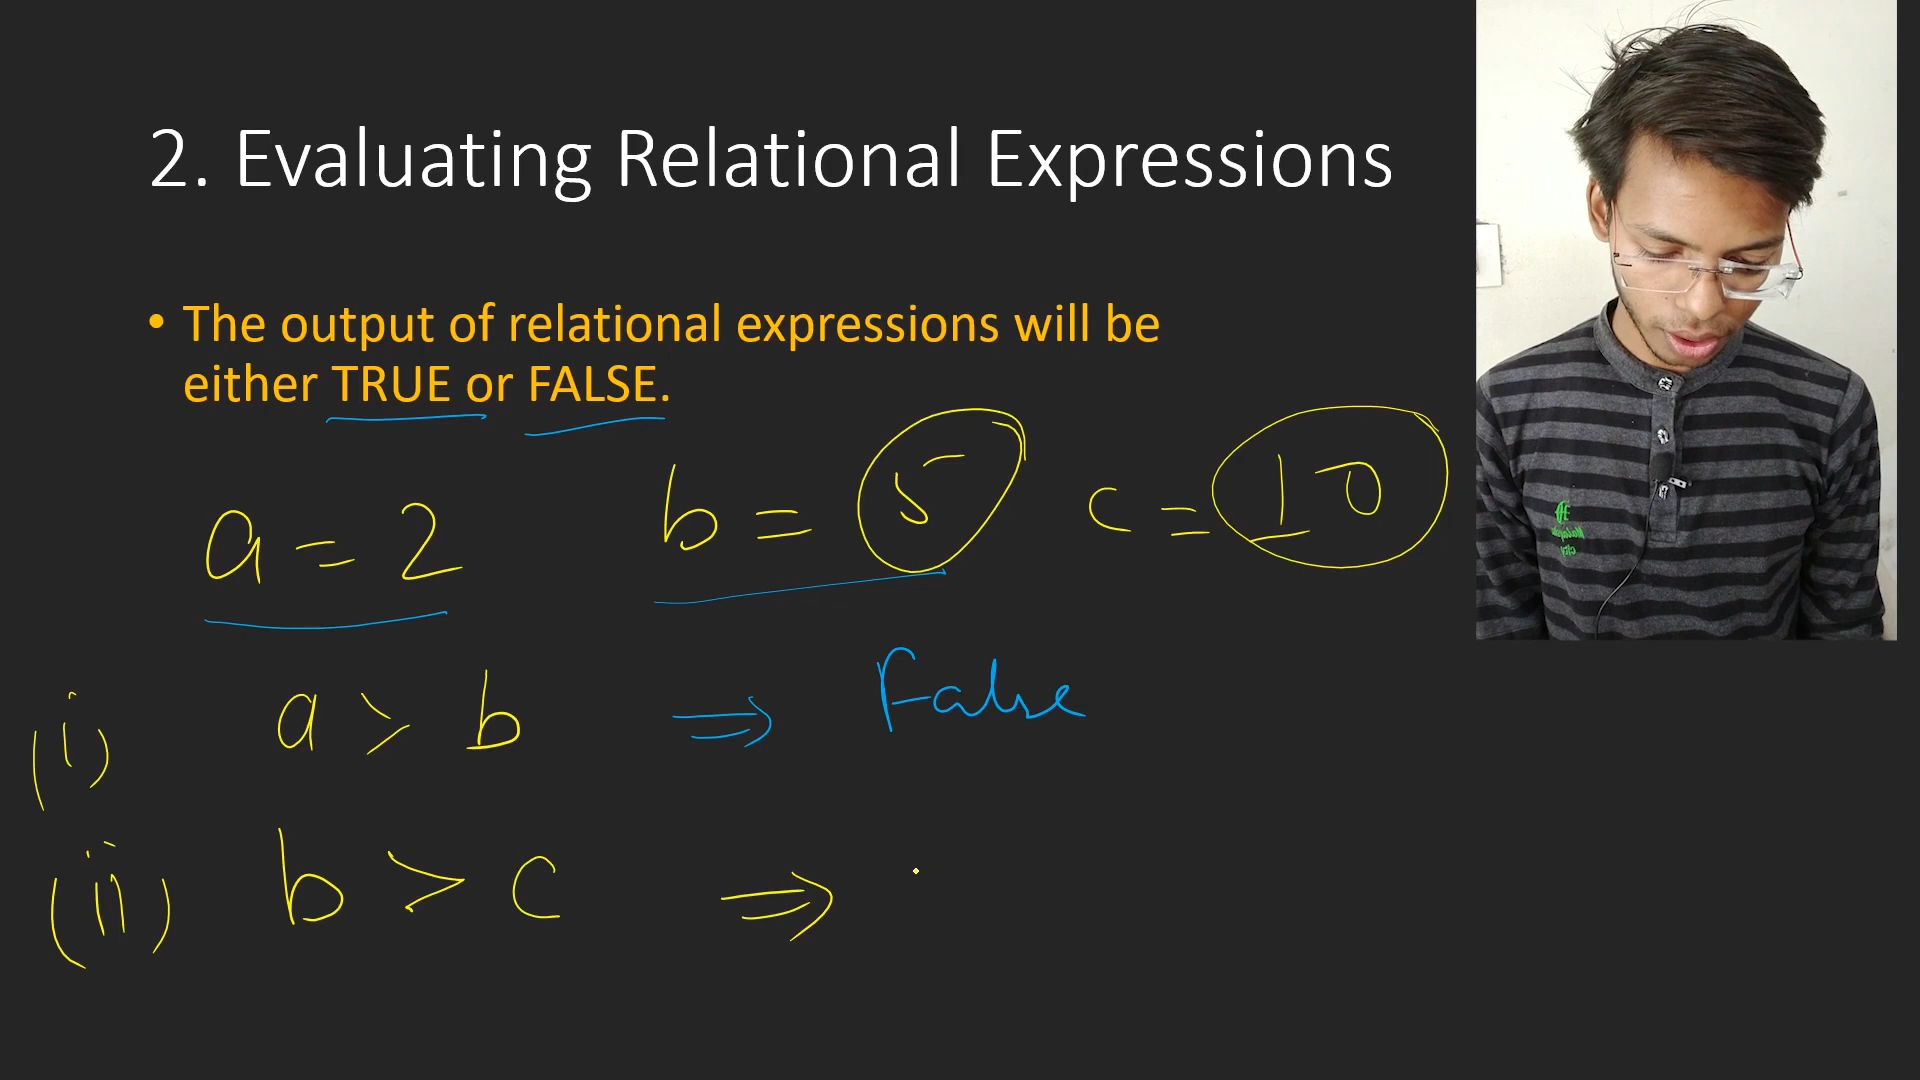 2. Evaluating Relational Expressions
• The output of relational expressions will be
either TRUE or FALSE.
a = 2 b = 5 c = 10
(i) a > b ⇒ False
(ii) b > c ⇒